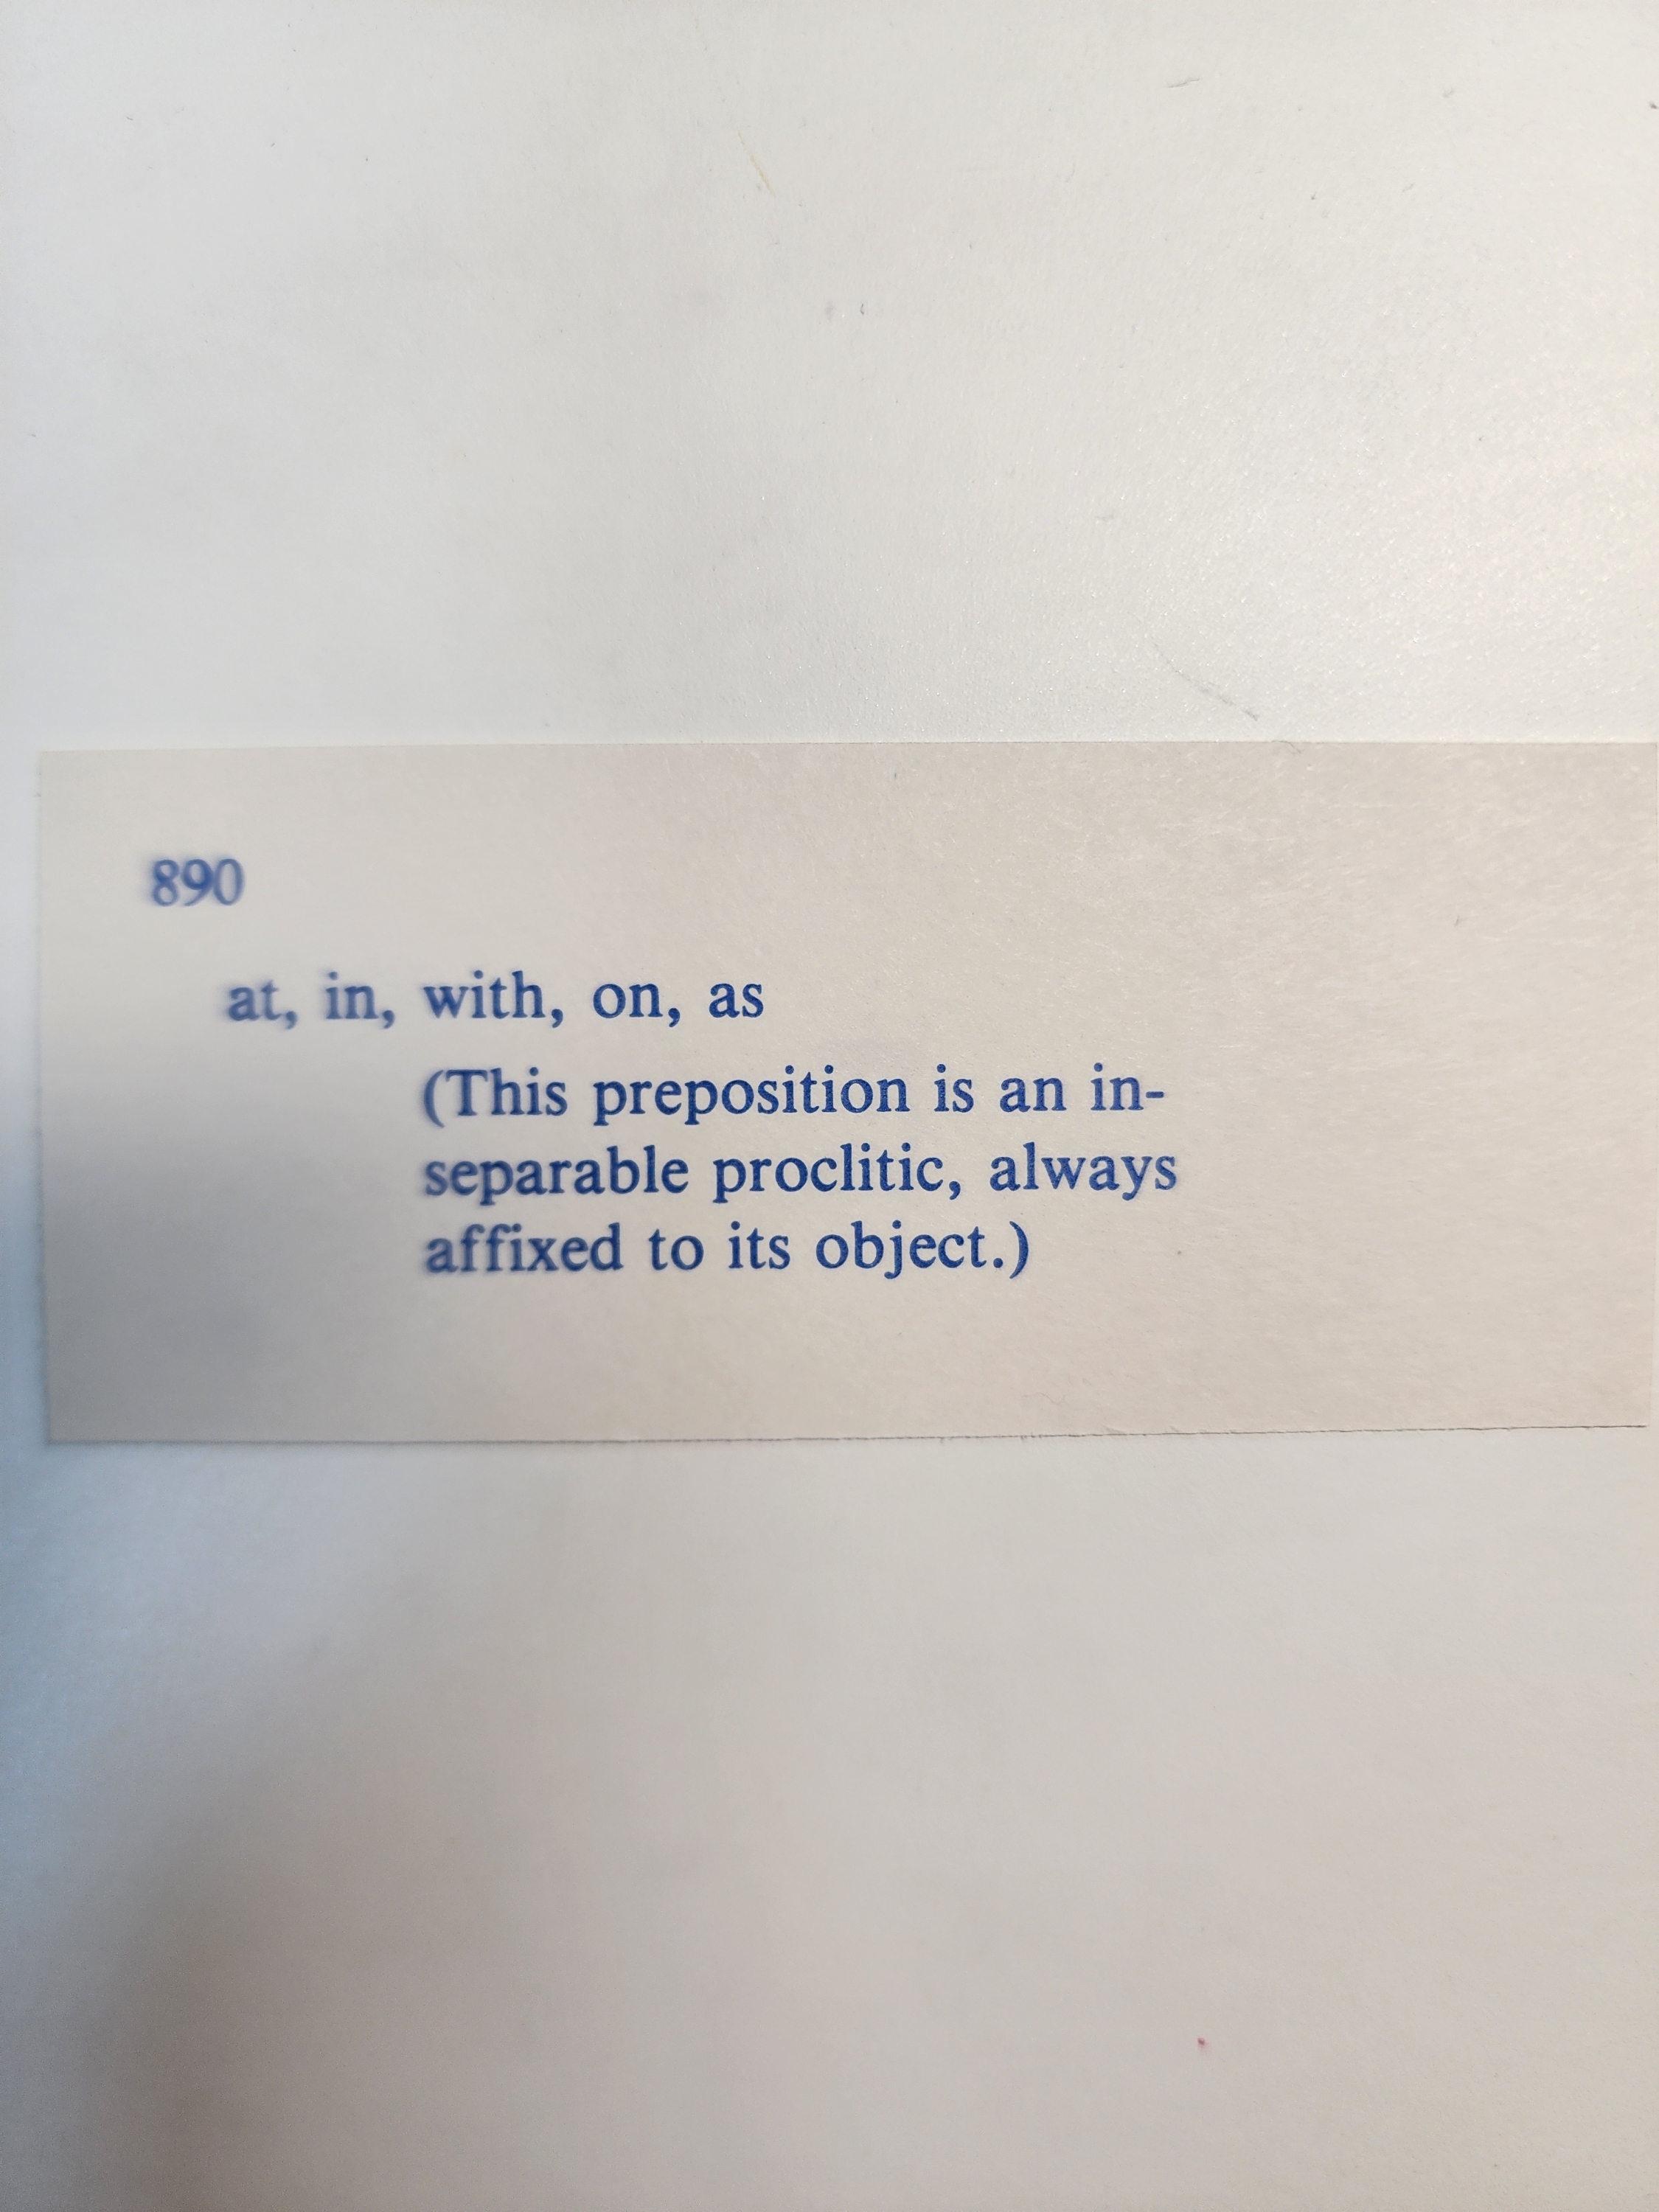 890
at, in, with, on, as
(This preposition is an in-
separable proclitic, always
affixed to its object.)